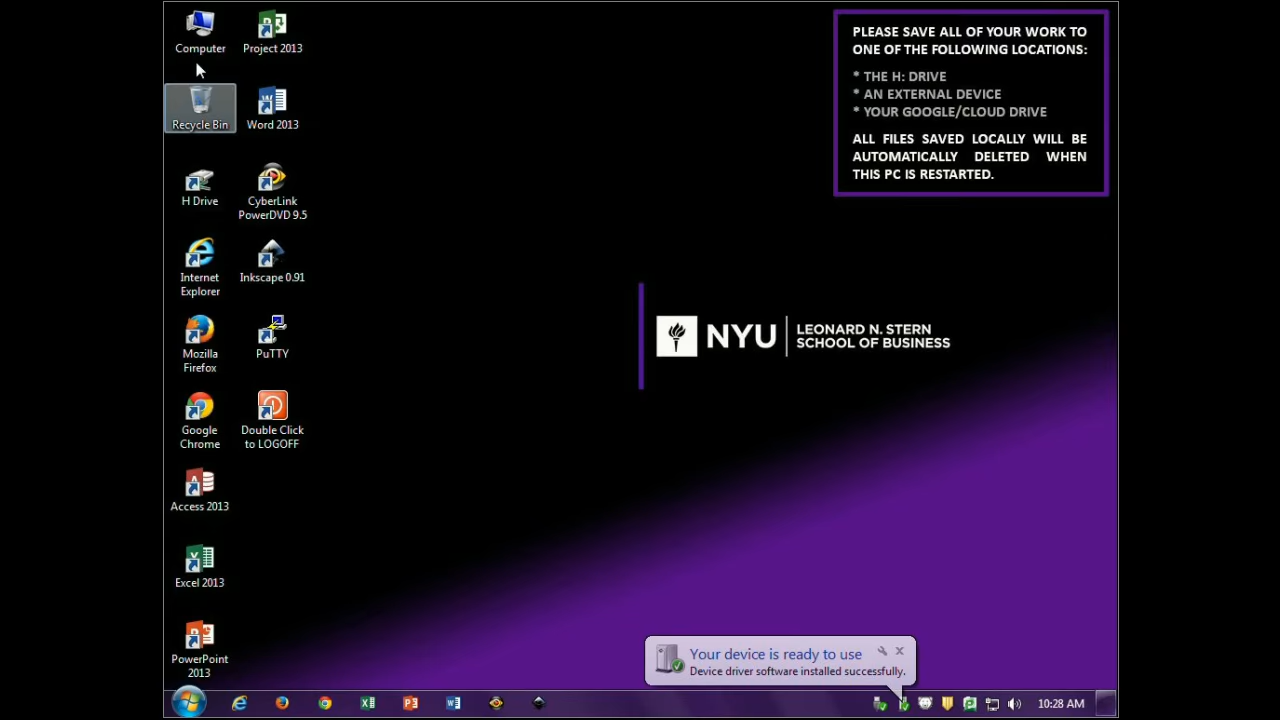 Computer
Project 2013
Recycle Bin
Word 2013
H Drive
CyberLink
PowerDVD 9.5
Internet
Explorer
Inkscape 0.91
Mozilla
Firefox
PuTTY
Google
Chrome
Double Click
to LOGOFF
Access 2013
Excel 2013
PowerPoint
2013
PLEASE SAVE ALL OF YOUR WORK TO
ONE OF THE FOLLOWING LOCATIONS:
* THE H: DRIVE
* AN EXTERNAL DEVICE
* YOUR GOOGLE/CLOUD DRIVE
ALL FILES SAVED LOCALLY WILL BE
AUTOMATICALLY DELETED WHEN
THIS PC IS RESTARTED.
NYU
LEONARD N. STERN
SCHOOL OF BUSINESS
Your device is ready to use
Device driver software installed successfully.
10:28 AM